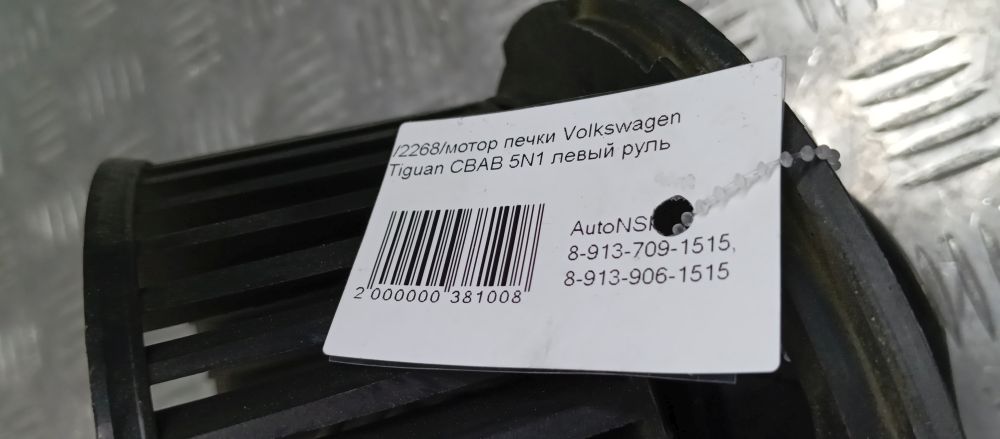 /2268/мотор печки Volkswagen
Tiguan CBAB 5N1 левый руль
8-913-709-1515,
8-913-906-1515
2 000000 381008